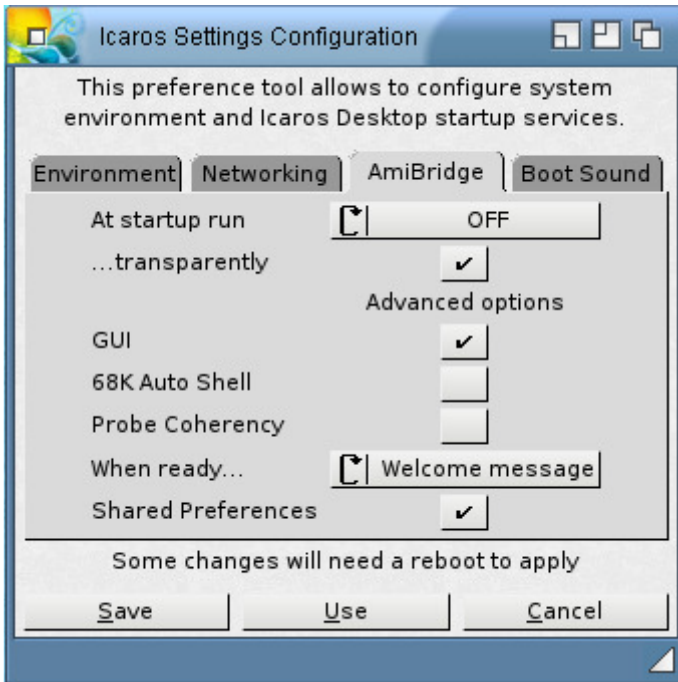 Icaros Settings Configuration
This preference tool allows to configure system
environment and Icaros Desktop startup services.
Environment Networking AmiBridge Boot Sound
At startup run OFF
...transparently
Advanced options
GUI
68K Auto Shell
Probe Coherency
When ready... Welcome message
Shared Preferences
Some changes will need a reboot to apply
Save Use Cancel